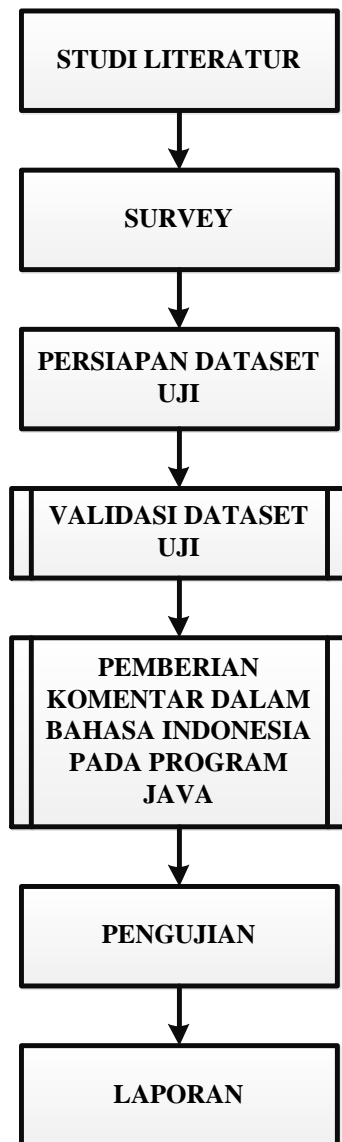 STUDI LITERATUR
SURVEY
PERSIAPAN DATASET
UJI
VALIDASI DATASET
UJI
PEMBERIAN
KOMENTAR DALAM
BAHASA INDONESIA
PADA PROGRAM
JAVA
PENGUJIAN
LAPORAN